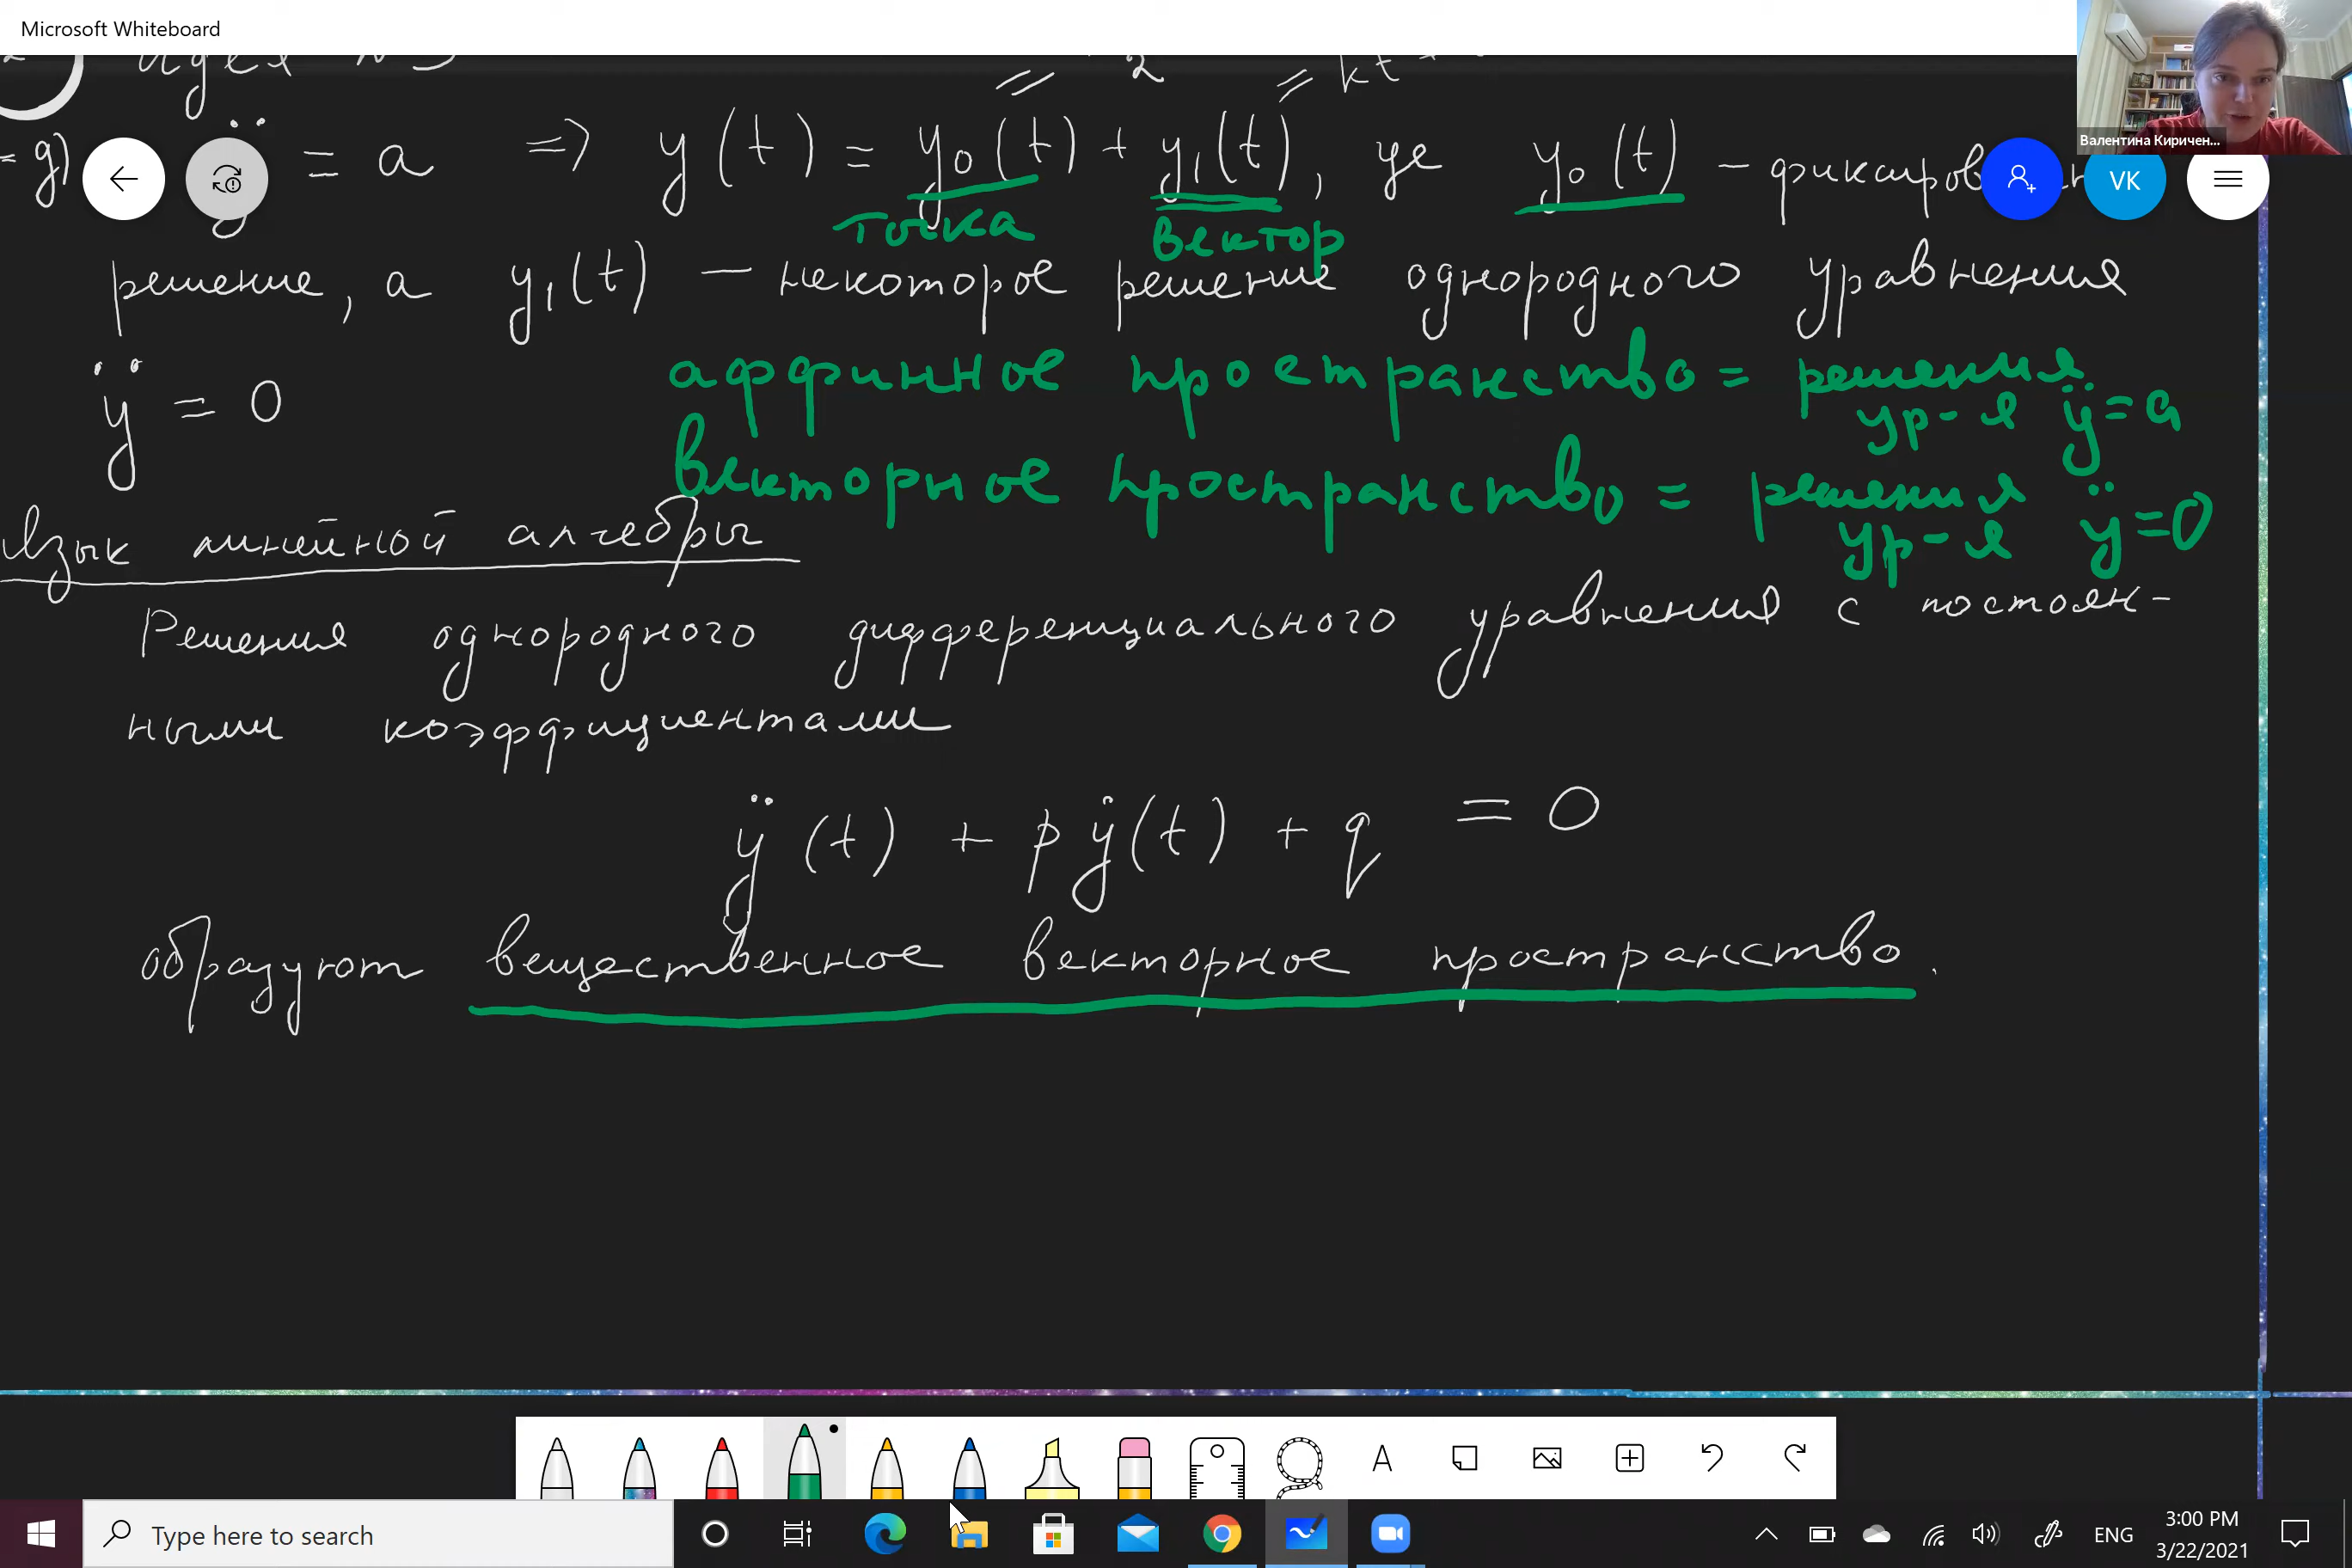 Microsoft Whiteboard
Валентина Киричен...
VK
= g) ÿ = a => y(t) = y₀(t) + y₁(t), где y₀(t) – фиксиров
точка вектор
решение, а y₁(t) — некоторое решение однородного уравнения
ÿ = 0
аффинное пространство = решения
ур-я ÿ = a
векторное пространство = решения
ур-я ÿ = 0
Язык линейной алгебры
Решения однородного дифференциального уравнения с постоян-
ными коэффициентами
ÿ(t) + pẏ(t) + q = 0
образуют вещественное векторное пространство.
A
Type here to search
ENG
3:00 PM
3/22/2021